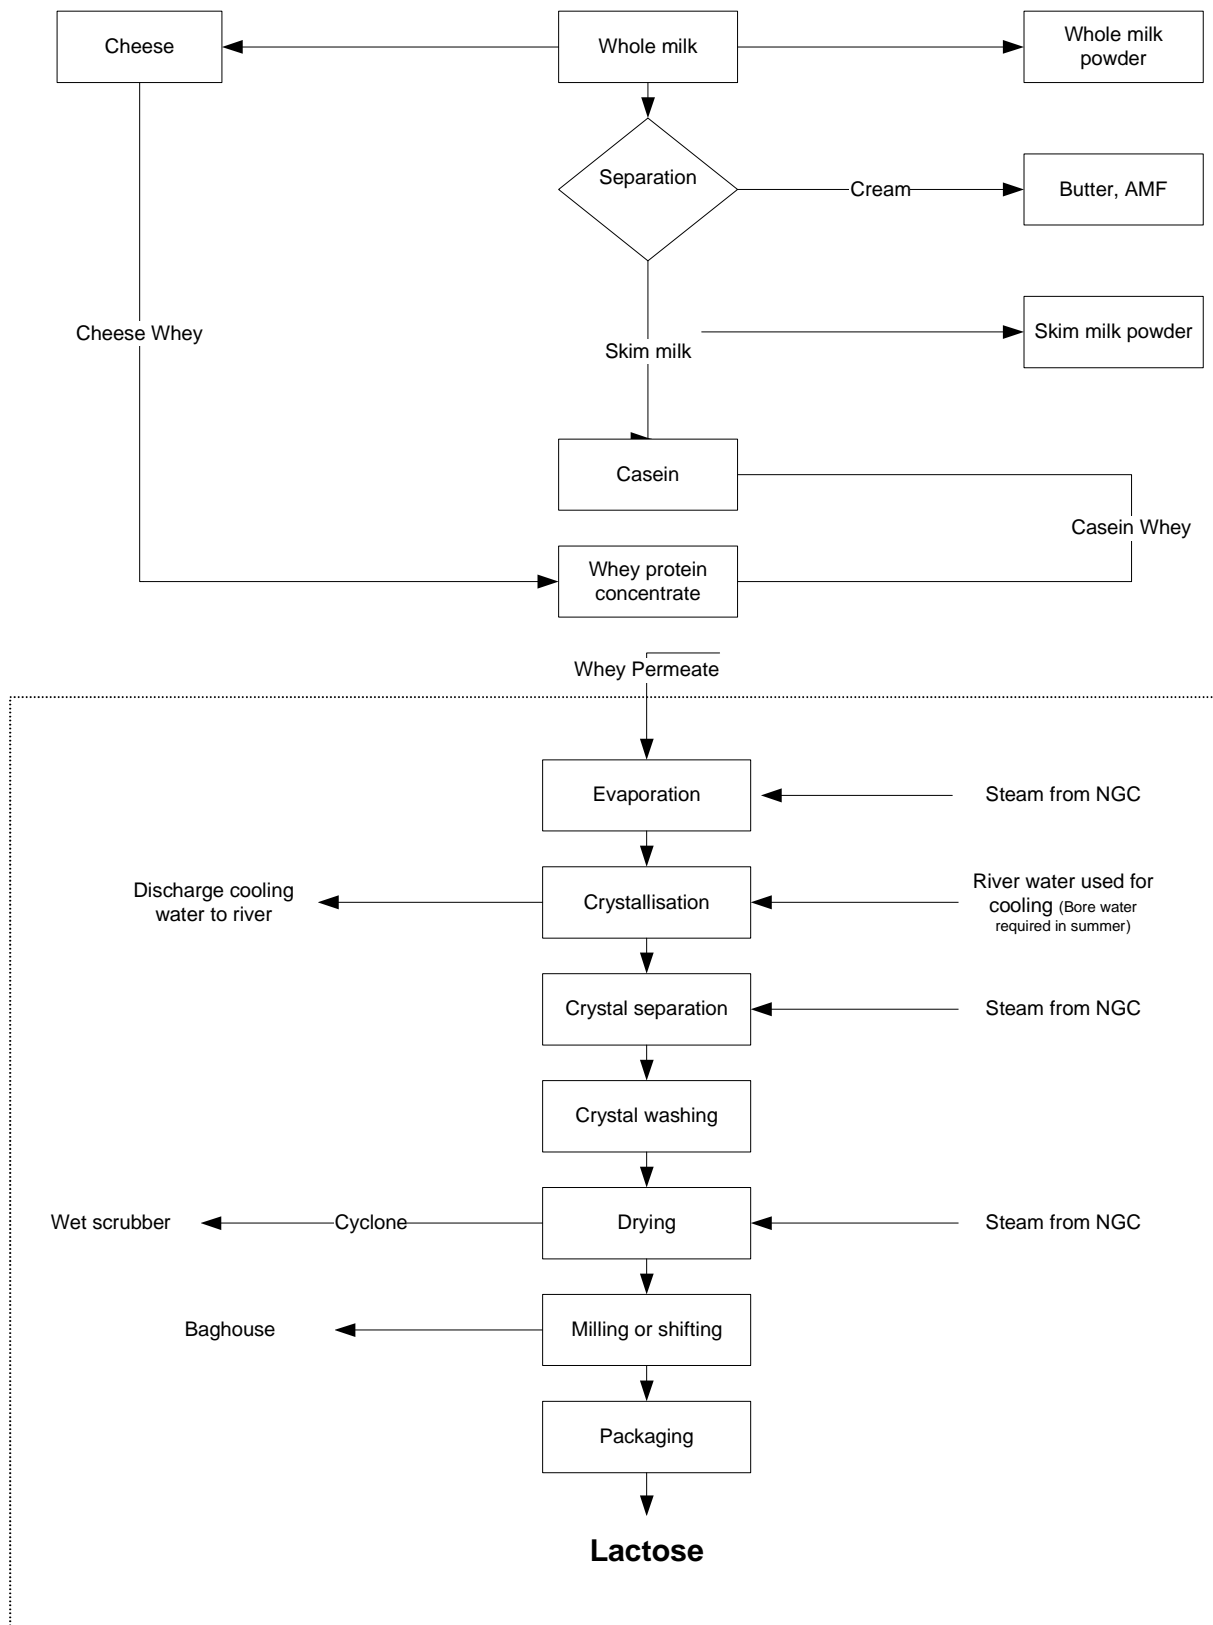 Cheese
Whole milk
Whole milk
powder
Separation
Cream
Butter, AMF
Cheese Whey
Skim milk
Skim milk powder
Casein
Casein Whey
Whey protein
concentrate
Whey Permeate
Evaporation
Steam from NGC
Discharge cooling
water to river
Crystallisation
River water used for
cooling (Bore water
required in summer)
Crystal separation
Steam from NGC
Crystal washing
Wet scrubber
Cyclone
Drying
Steam from NGC
Baghouse
Milling or shifting
Packaging
Lactose